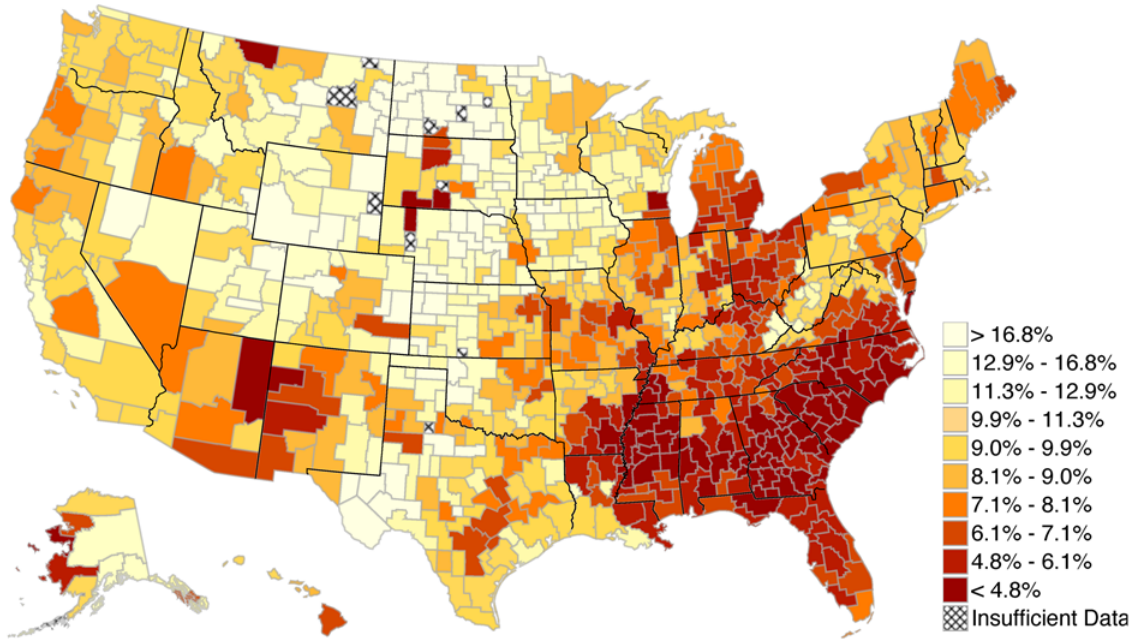 > 16.8%
12.9% - 16.8%
11.3% - 12.9%
9.9% - 11.3%
9.0% - 9.9%
8.1% - 9.0%
7.1% - 8.1%
6.1% - 7.1%
4.8% - 6.1%
< 4.8%
Insufficient Data